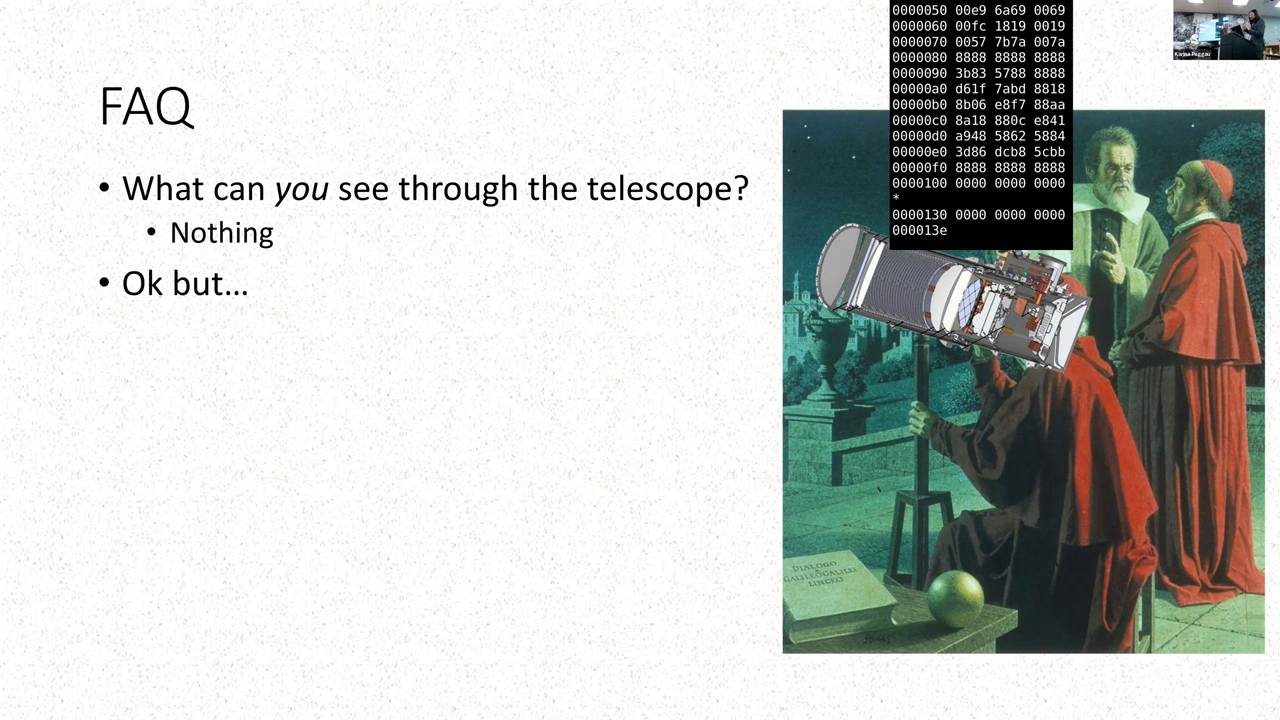 FAQ
• What can you see through the telescope?
• Nothing
• Ok but...
0000050 00e9 6a69 0069
0000060 00fc 1819 0019
0000070 0057 7b7a 007a
0000080 8888 8888 8888
0000090 3b83 5788 8888
00000a0 d61f 7abd 8818
00000b0 8b06 e8f7 88aa
00000c0 8a18 880c e841
00000d0 a948 5862 5884
00000e0 3d86 dcb8 5cbb
00000f0 8888 8888 8888
0000100 0000 0000 0000
*
0000130 0000 0000 0000
000013e
DIALOGO
GALILEO GALILEI
LINCEO